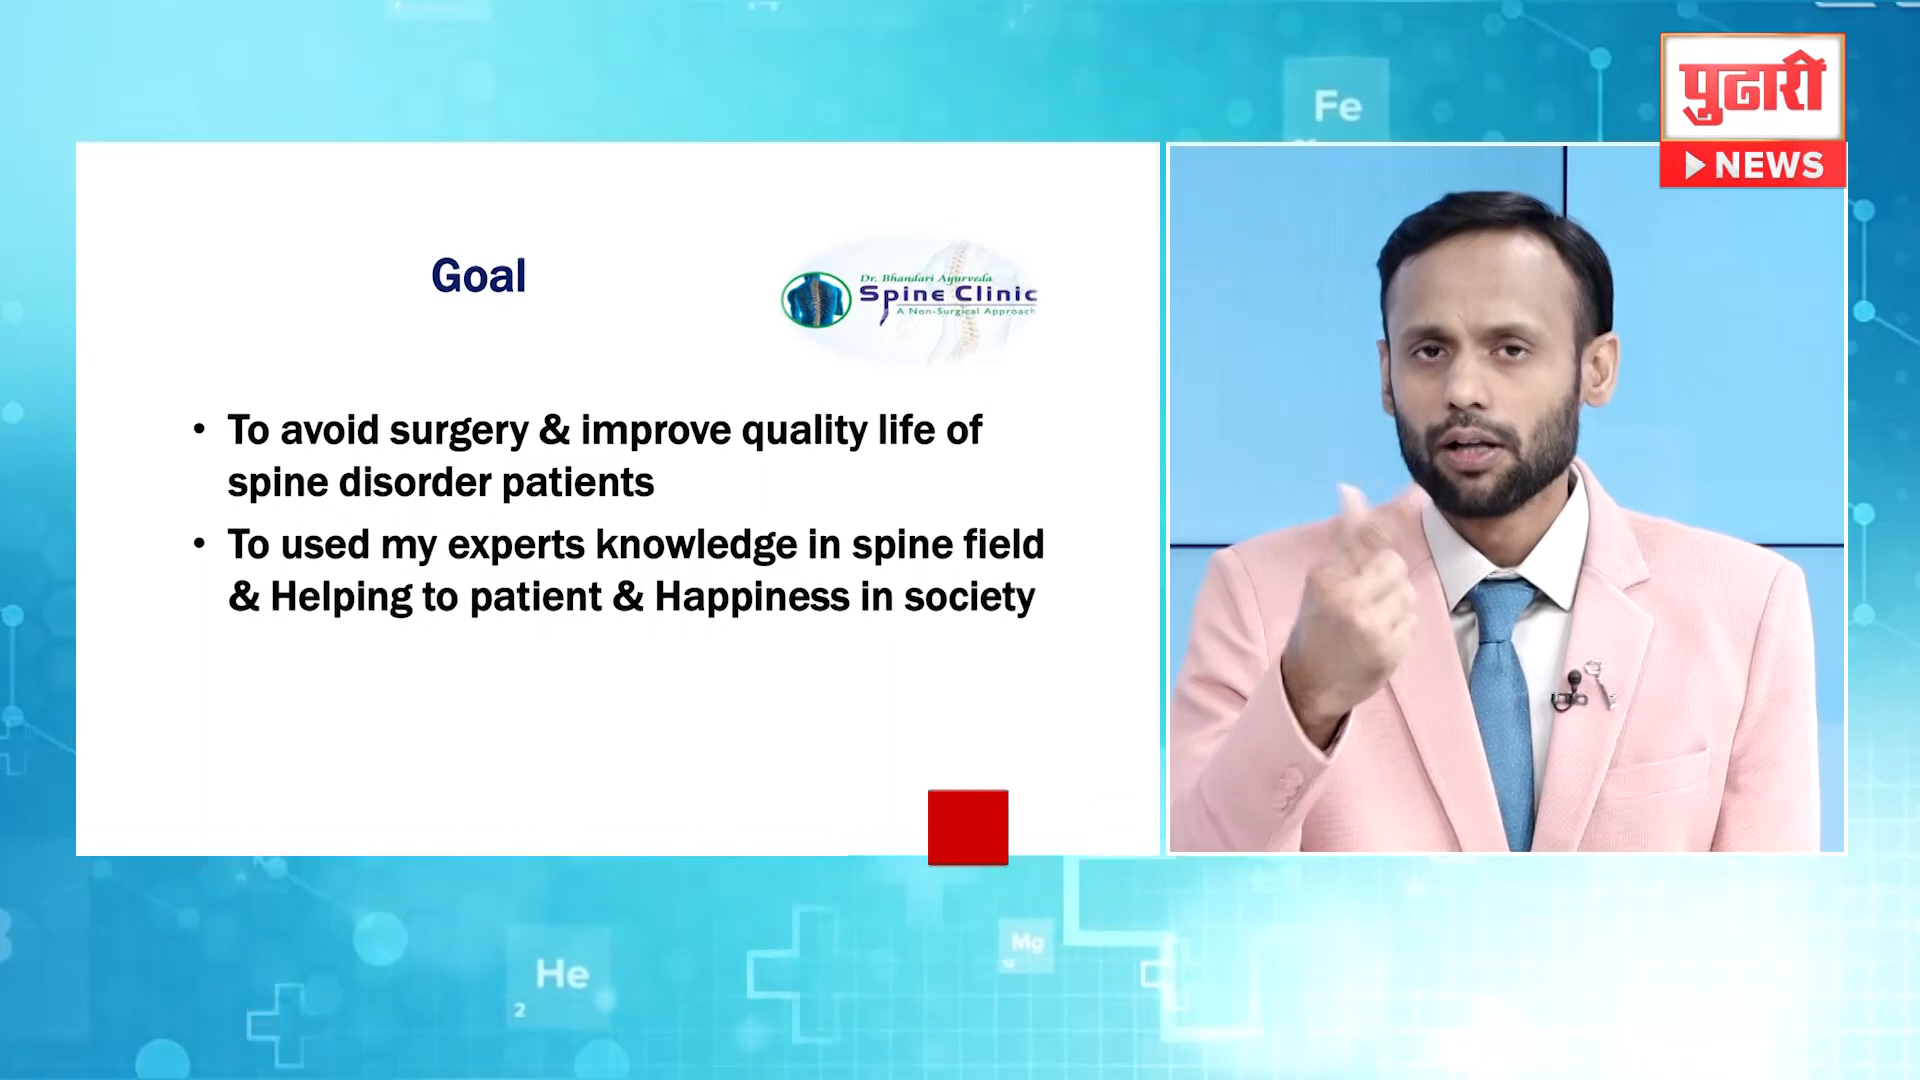 Fe
पुढारी
NEWS
Goal
Dr. Bhandari Ayurveda
Spine Clinic
A Non-Surgical Approach
• To avoid surgery & improve quality life of
spine disorder patients
• To used my experts knowledge in spine field
& Helping to patient & Happiness in society
He
2
Mg